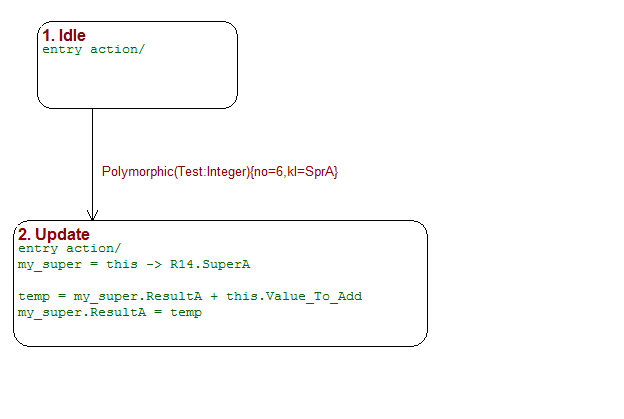 1. Idle
entry action/
Polymorphic(Test:Integer){no=6,kl=SprA}
2. Update
entry action/
my_super = this -> R14.SuperA
temp = my_super.ResultA + this.Value_To_Add
my_super.ResultA = temp